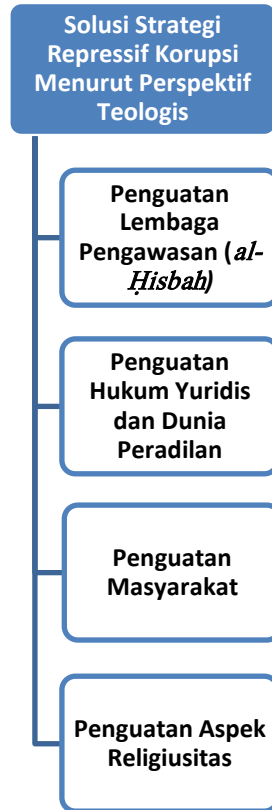 Solusi Strategi
Repressif Korupsi
Menurut Perspektif
Teologis
Penguatan
Lembaga
Pengawasan (al-
Ḥisbah)
Penguatan
Hukum Yuridis
dan Dunia
Peradilan
Penguatan
Masyarakat
Penguatan Aspek
Religiusitas